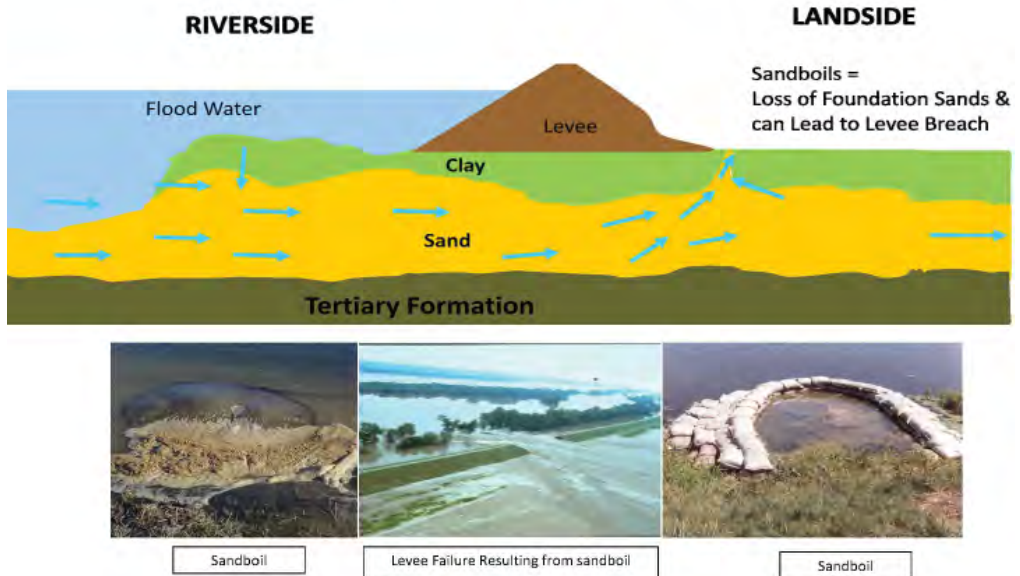 RIVERSIDE
LANDSIDE
Sandboils =
Loss of Foundation Sands &
can Lead to Levee Breach
Flood Water
Levee
Clay
Sand
Tertiary Formation
Sandboil
Levee Failure Resulting from sandboil
Sandboil